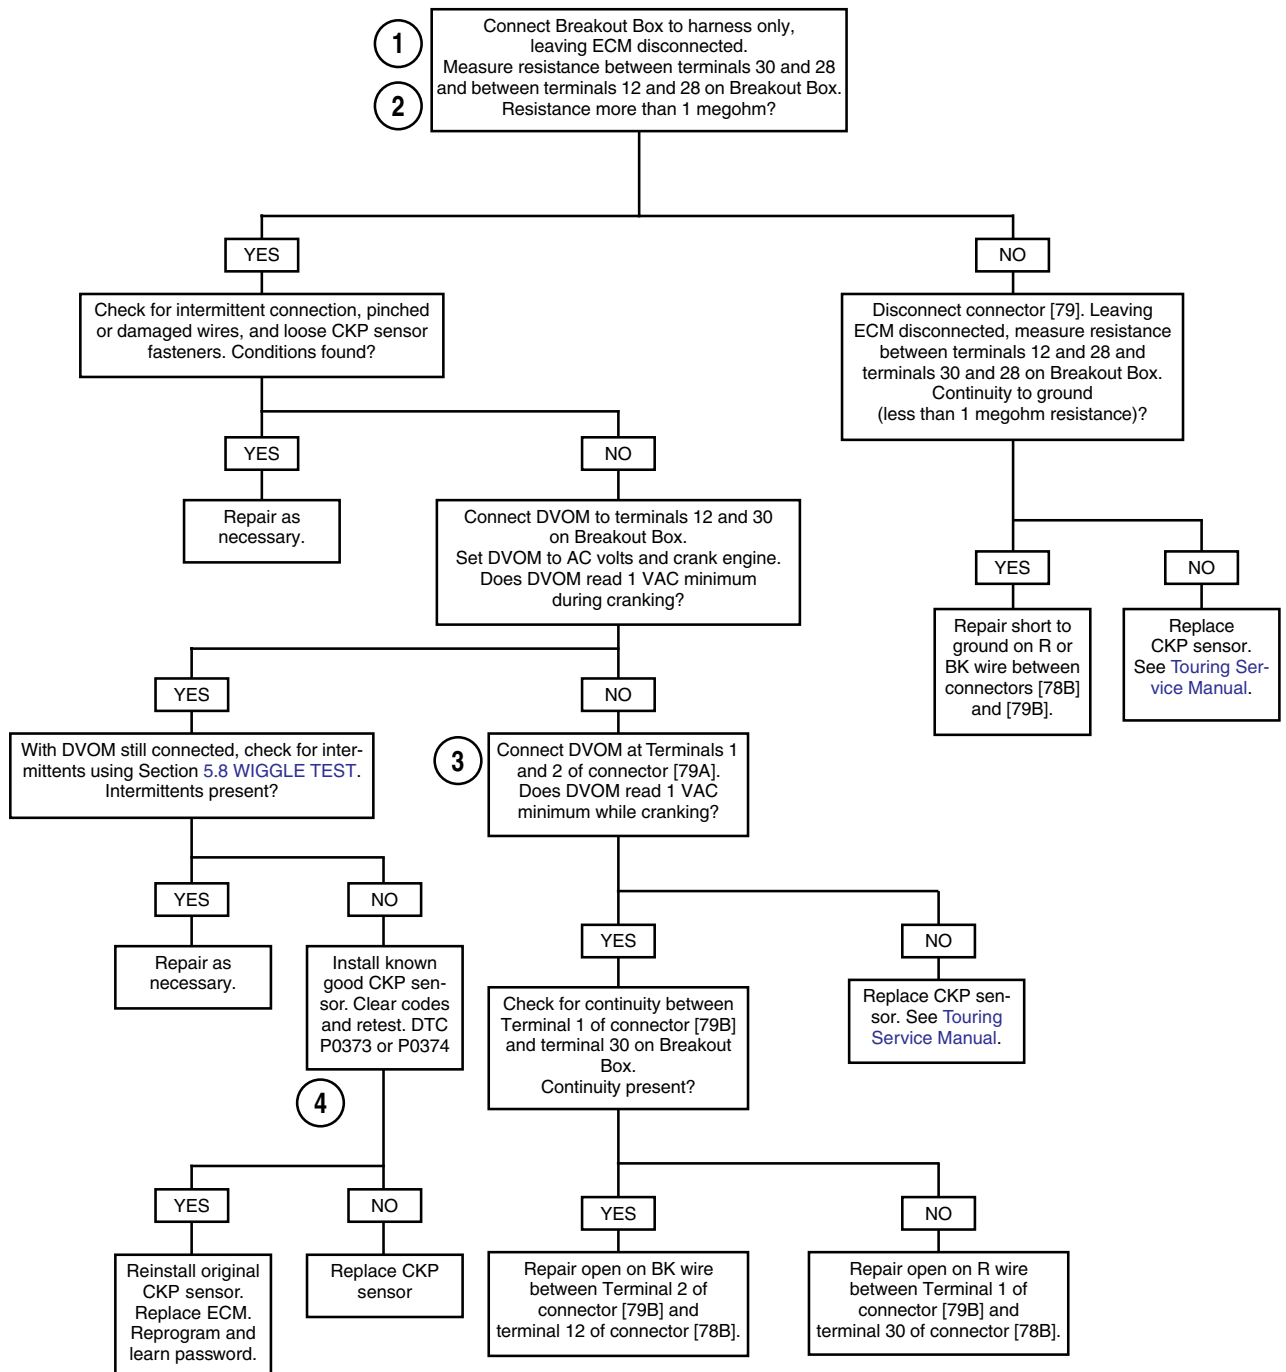 1
Connect Breakout Box to harness only,
leaving ECM disconnected.
Measure resistance between terminals 30 and 28
and between terminals 12 and 28 on Breakout Box.
Resistance more than 1 megohm?
2
YES
NO
Check for intermittent connection, pinched
or damaged wires, and loose CKP sensor
fasteners. Conditions found?
Disconnect connector [79]. Leaving
ECM disconnected, measure resistance
between terminals 12 and 28 and
terminals 30 and 28 on Breakout Box.
Continuity to ground
(less than 1 megohm resistance)?
YES
NO
Repair as
necessary.
Connect DVOM to terminals 12 and 30
on Breakout Box.
Set DVOM to AC volts and crank engine.
Does DVOM read 1 VAC minimum
during cranking?
YES
NO
Repair short to
ground on R or
BK wire between
connectors [78B]
and [79B].
Replace
CKP sensor.
See Touring Ser-
vice Manual.
YES
NO
With DVOM still connected, check for inter-
mittents using Section 5.8 WIGGLE TEST.
Intermittents present?
3
Connect DVOM at Terminals 1
and 2 of connector [79A].
Does DVOM read 1 VAC
minimum while cranking?
YES
NO
Repair as
necessary.
Install known
good CKP sen-
sor. Clear codes
and retest. DTC
P0373 or P0374
YES
NO
Check for continuity between
Terminal 1 of connector [79B]
and terminal 30 on Breakout
Box.
Continuity present?
Replace CKP sen-
sor. See Touring
Service Manual.
4
YES
NO
Reinstall original
CKP sensor.
Replace ECM.
Reprogram and
learn password.
Replace CKP
sensor
YES
NO
Repair open on BK wire
between Terminal 2 of
connector [79B] and
terminal 12 of connector [78B].
Repair open on R wire
between Terminal 1 of
connector [79B] and
terminal 30 of connector [78B].